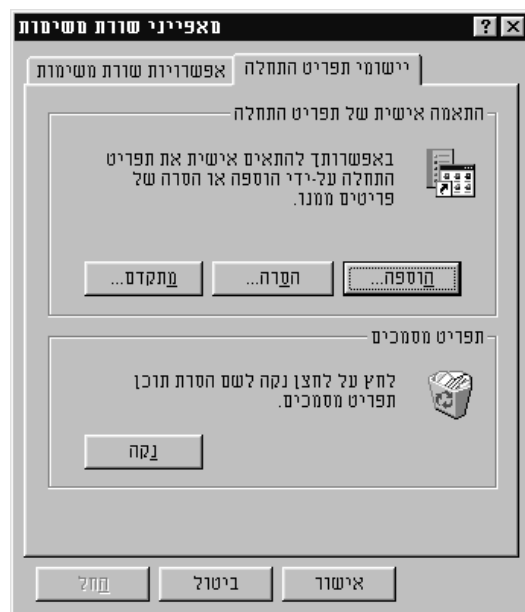 מאפייני שורת משימות
יישומי תפריט התחלה
אפשרויות שורת משימות
התאמה אישית של תפריט התחלה
באפשרותך להתאים אישית את תפריט
התחלה על-ידי הוספה או הסרה של
פריטים ממנו.
הוספה...
הסרה...
מתקדם...
תפריט מסמכים
לחץ על לחצן נקה לשם הסרת תוכן
תפריט מסמכים.
נקה
אישור
ביטול
החל